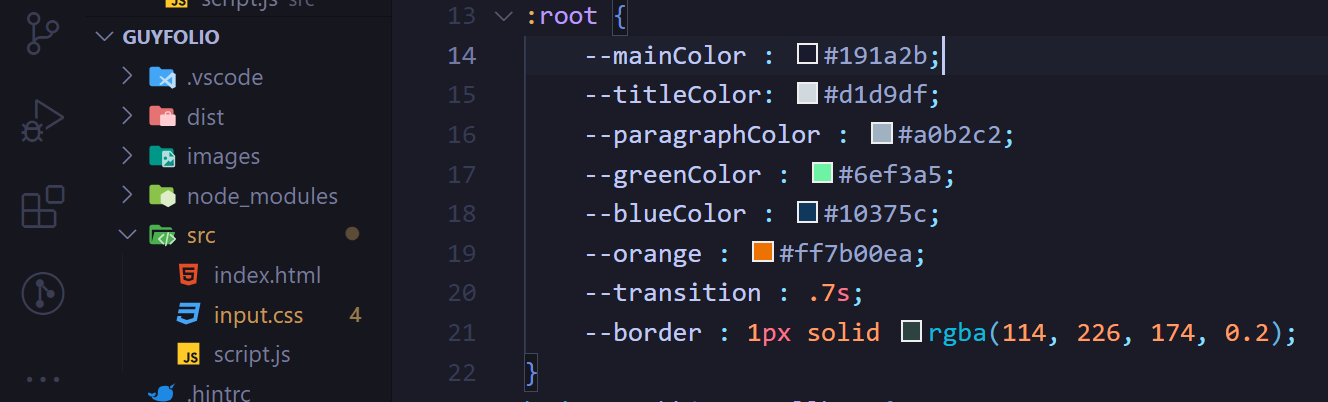 script.js src
GUYFOLIO
.vscode
dist
images
node_modules
src
index.html
input.css 4
JS script.js
.hintrc
13 :root {
14 --mainColor : #191a2b;
15 --titleColor: #d1d9df;
16 --paragraphColor : #a0b2c2;
17 --greenColor : #6ef3a5;
18 --blueColor : #10375c;
19 --orange : #ff7b00ea;
20 --transition : .7s;
21 --border : 1px solid rgba(114, 226, 174, 0.2);
22 }